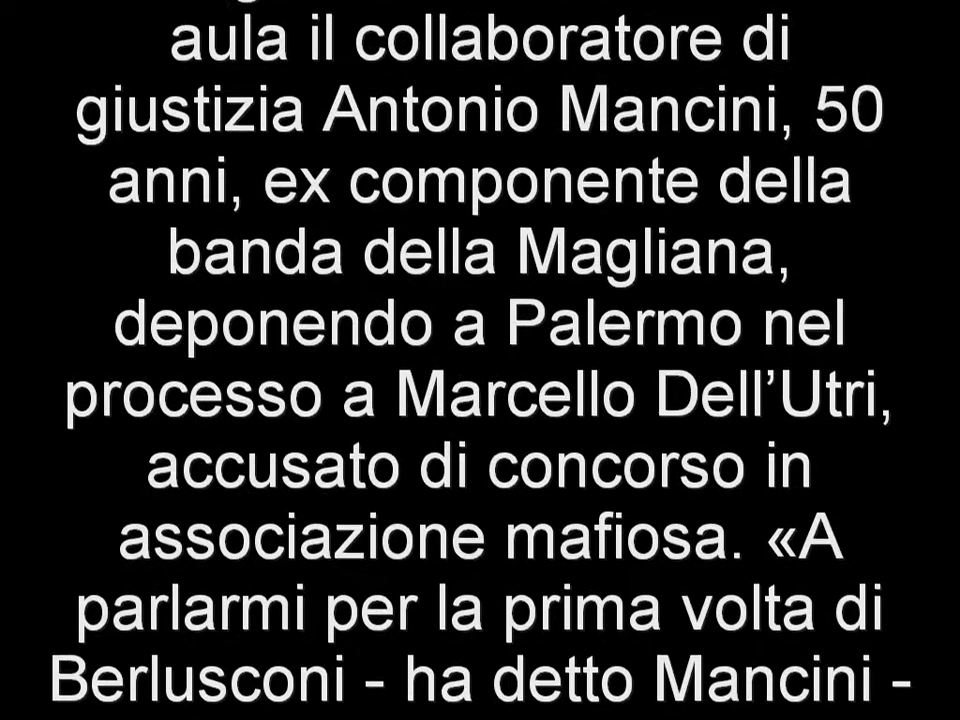 aula il collaboratore di
giustizia Antonio Mancini, 50
anni, ex componente della
banda della Magliana,
deponendo a Palermo nel
processo a Marcello Dell’Utri,
accusato di concorso in
associazione mafiosa. «A
parlarmi per la prima volta di
Berlusconi - ha detto Mancini -